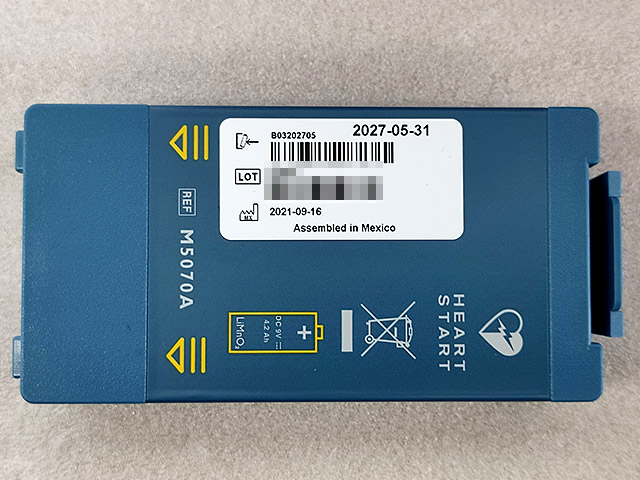 B03202705
2027-05-31
LOT
MX
2021-09-16
Assembled in Mexico
REF
M5070A
LiMnO₂
DC 9V
4.2 Ah
+
HEART
START